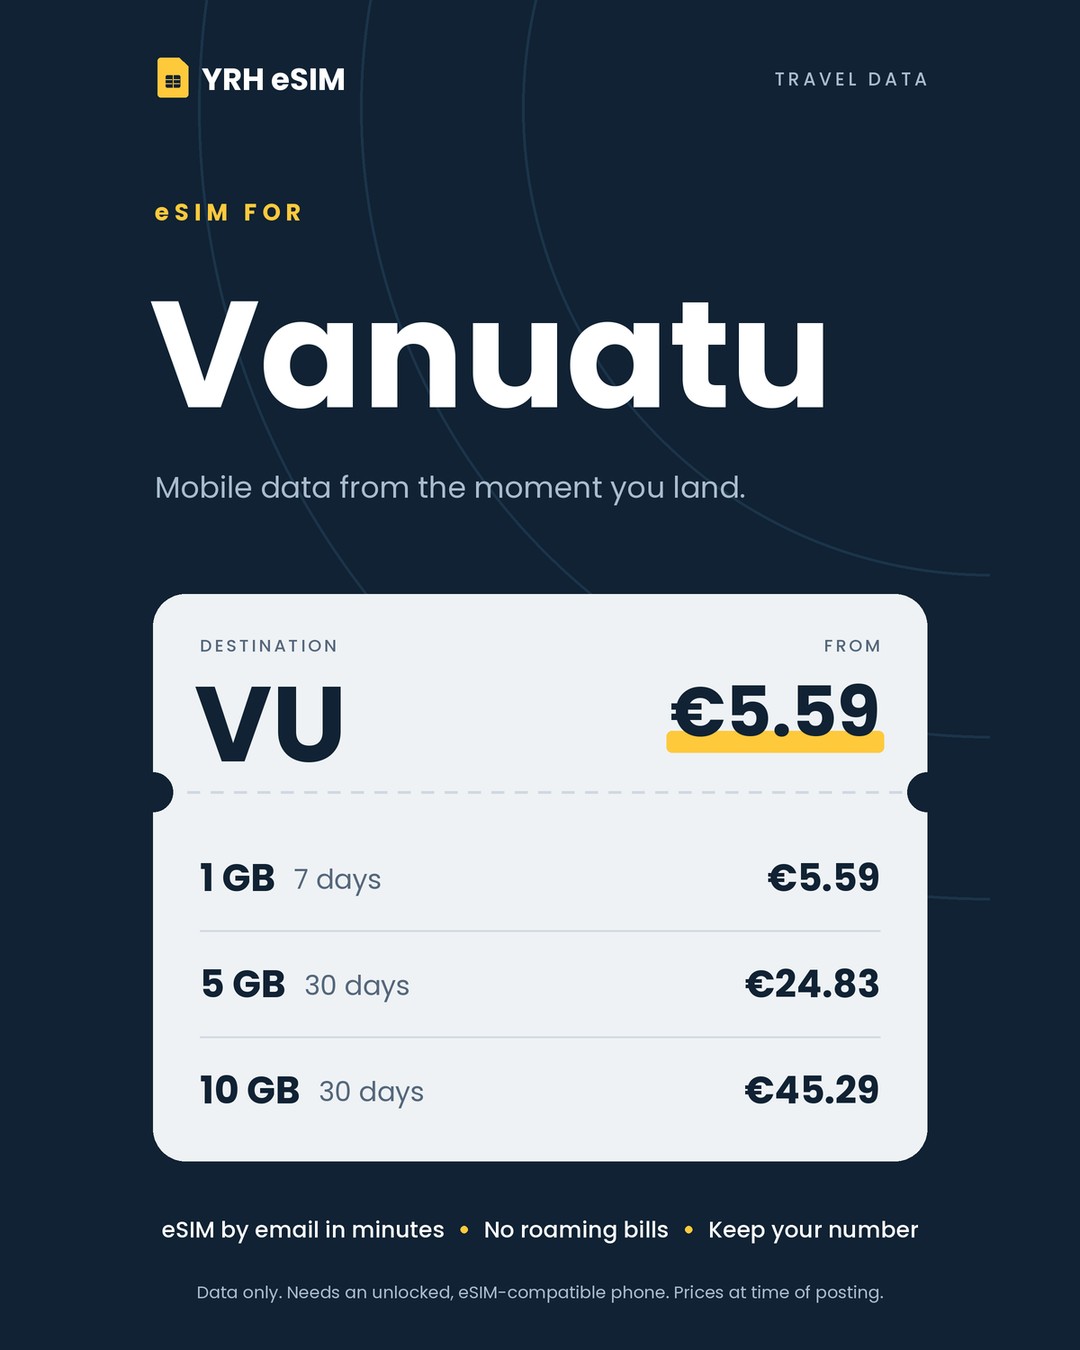 YRH eSIM
TRAVEL DATA
eSIM FOR
Vanuatu
Mobile data from the moment you land.
DESTINATION
FROM
VU
€5.59
1 GB 7 days €5.59
5 GB 30 days €24.83
10 GB 30 days €45.29
eSIM by email in minutes • No roaming bills • Keep your number
Data only. Needs an unlocked, eSIM-compatible phone. Prices at time of posting.